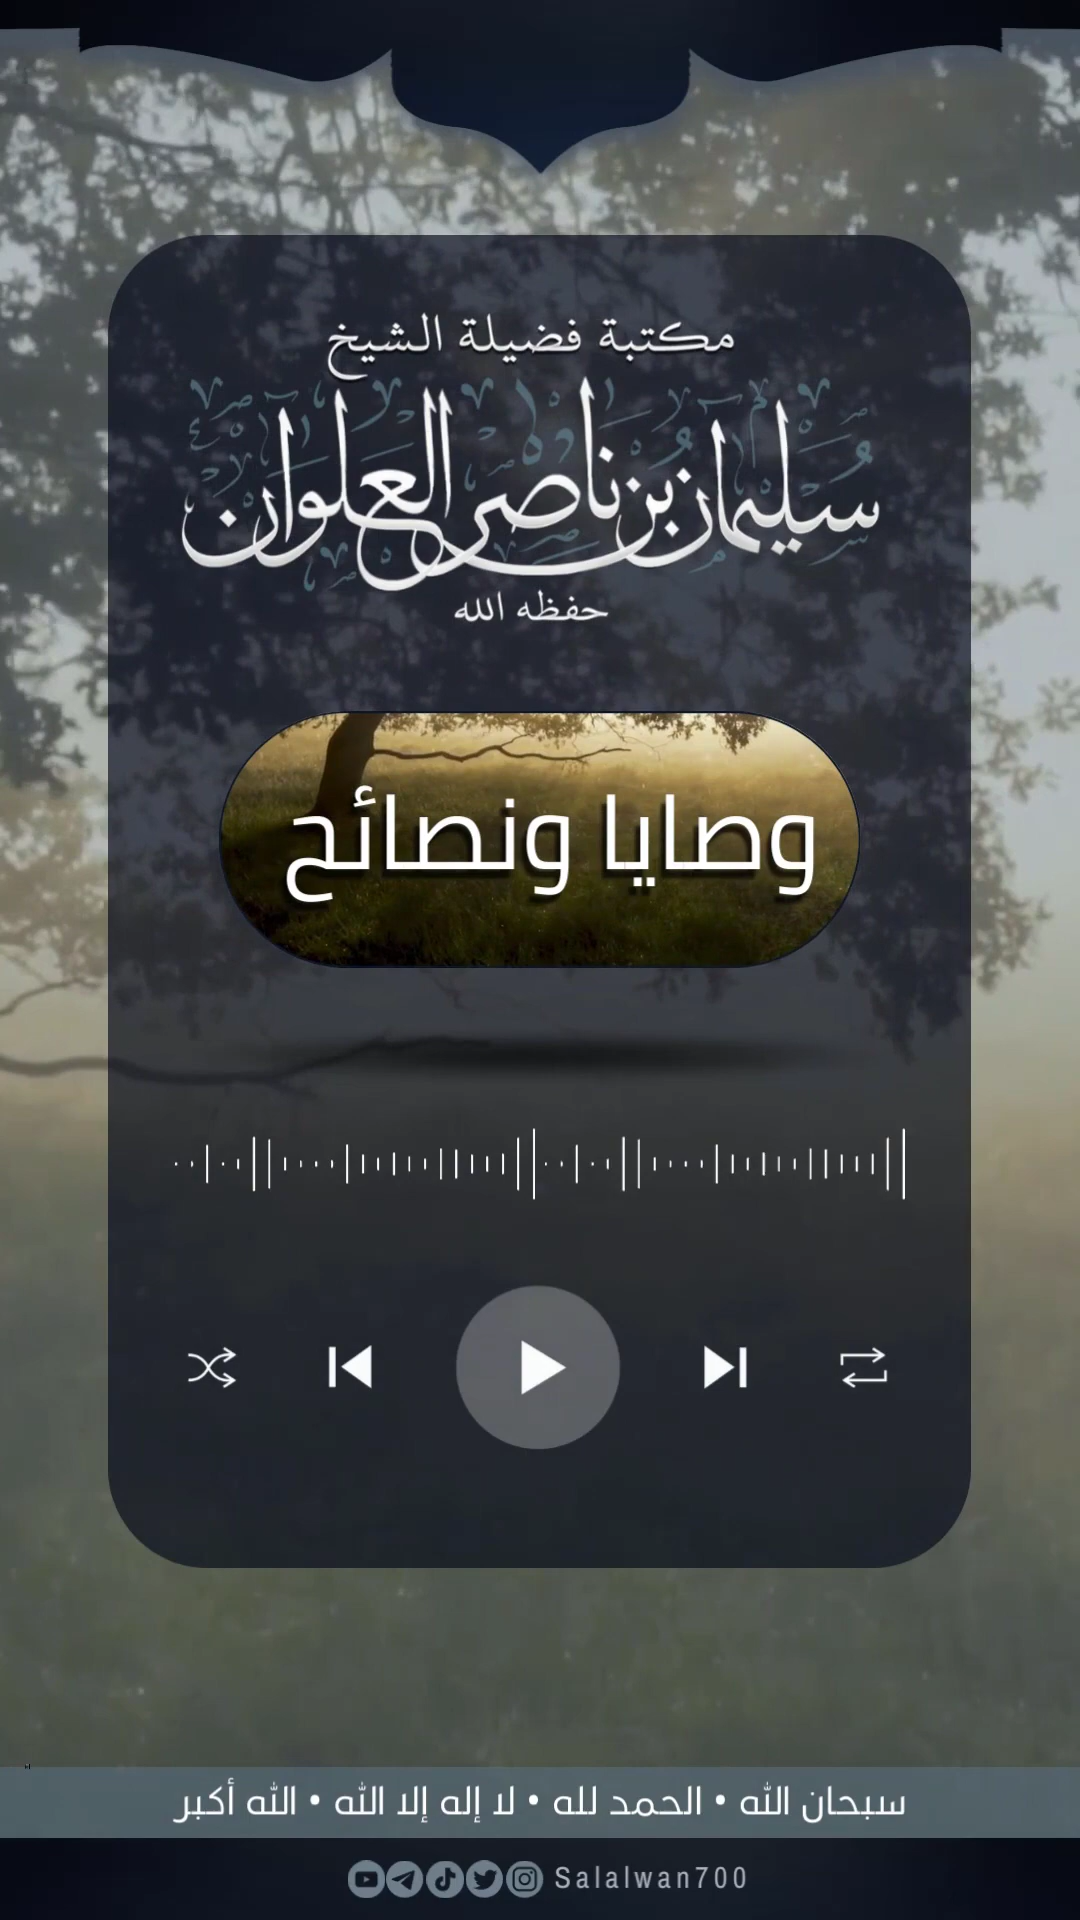 مكتبة فضيلة الشيخ
سليمان بن ناصر العلوان
حفظه الله
وصايا ونصائح
سبحان الله • الحمد لله • لا إله إلا الله • الله أكبر
Salalwan700